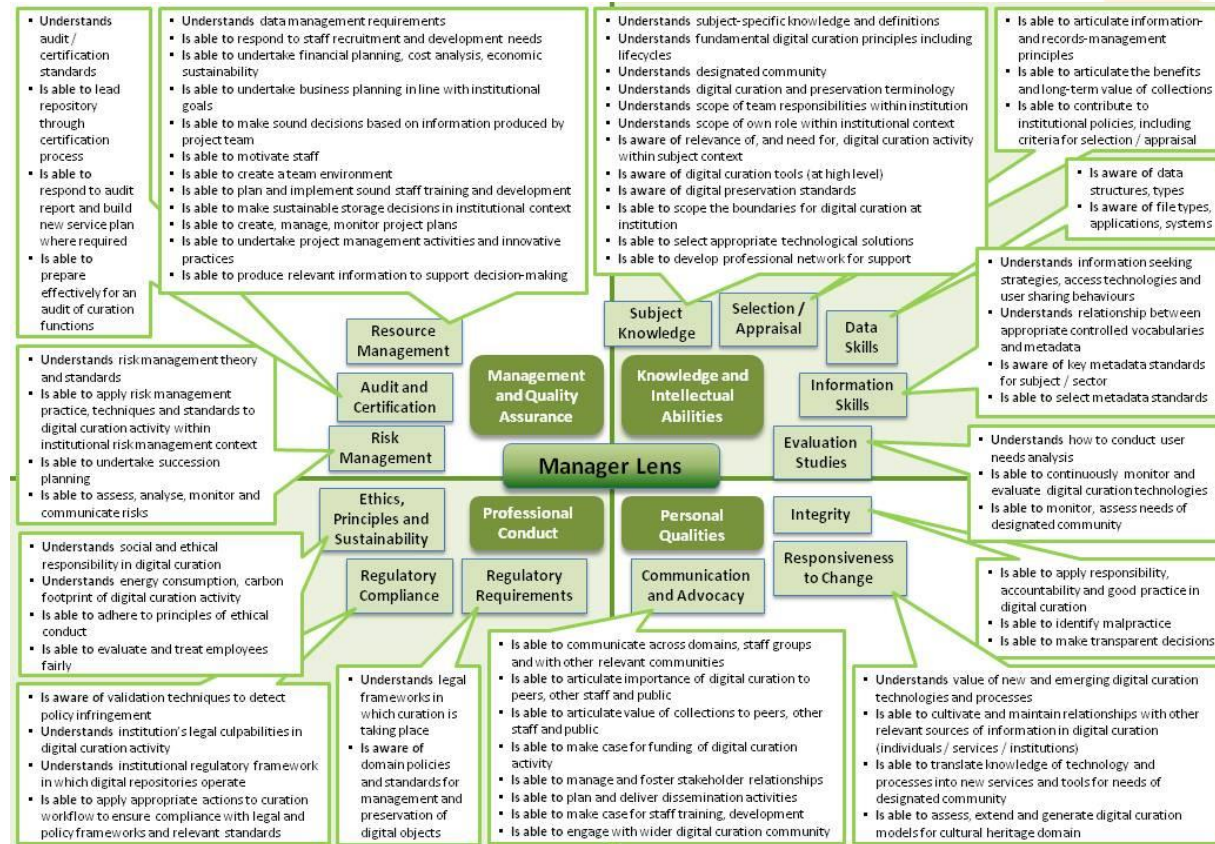 ▪ Understands
audit /
certification
standards
▪ Is able to lead
repository
through
certification
process
▪ Is able to
respond to audit
report and build
new service plan
where required
▪ Is able to
prepare
effectively for an
audit of curation
functions
▪ Understands data management requirements
▪ Is able to respond to staff recruitment and development needs
▪ Is able to undertake financial planning, cost analysis, economic
sustainability
▪ Is able to undertake business planning in line with institutional
goals
▪ Is able to make sound decisions based on information produced by
project team
▪ Is able to motivate staff
▪ Is able to create a team environment
▪ Is able to plan and implement sound staff training and development
▪ Is able to make sustainable storage decisions in institutional context
▪ Is able to create, manage, monitor project plans
▪ Is able to undertake project management activities and innovative
practices
▪ Is able to produce relevant information to support decision-making
▪ Understands subject-specific knowledge and definitions
▪ Understands fundamental digital curation principles including
lifecycles
▪ Understands designated community
▪ Understands digital curation and preservation terminology
▪ Understands scope of team responsibilities within institution
▪ Understands scope of own role within institutional context
▪ Is aware of relevance of, and need for, digital curation activity
within subject context
▪ Is aware of digital curation tools (at high level)
▪ Is aware of digital preservation standards
▪ Is able to scope the boundaries for digital curation at
institution
▪ Is able to select appropriate technological solutions
▪ Is able to develop professional network for support
▪ Is able to articulate information-
and records-management
principles
▪ Is able to articulate the benefits
and long-term value of collections
▪ Is able to contribute to
institutional policies, including
criteria for selection / appraisal
▪ Is aware of data
structures, types
▪ Is aware of file types,
applications, systems
▪ Understands information seeking
strategies, access technologies and
user sharing behaviours
▪ Understands relationship between
appropriate controlled vocabularies
and metadata
▪ Is aware of key metadata standards
for subject / sector
▪ Is able to select metadata standards
Resource
Management
Subject
Knowledge
Selection /
Appraisal
Data
Skills
▪ Understands risk management theory
and standards
▪ Is able to apply risk management
practice, techniques and standards to
digital curation activity within
institutional risk management context
▪ Is able to undertake succession
planning
▪ Is able to assess, analyse, monitor and
communicate risks
Audit and
Certification
Management
and Quality
Assurance
Knowledge and
Intellectual
Abilities
Information
Skills
Risk
Management
Manager Lens
Evaluation
Studies
▪ Understands how to conduct user
needs analysis
▪ Is able to continuously monitor and
evaluate digital curation technologies
▪ Is able to monitor, assess needs of
designated community
Ethics,
Principles and
Sustainability
Professional
Conduct
Personal
Qualities
Integrity
▪ Understands social and ethical
responsibility in digital curation
▪ Understands energy consumption, carbon
footprint of digital curation activity
▪ Is able to adhere to principles of ethical
conduct
▪ Is able to evaluate and treat employees
fairly
Regulatory
Compliance
Regulatory
Requirements
Communication
and Advocacy
Responsiveness
to Change
▪ Is able to apply responsibility,
accountability and good practice in
digital curation
▪ Is able to identify malpractice
▪ Is able to make transparent decisions
▪ Is aware of validation techniques to detect
policy infringement
▪ Understands institution's legal culpabilities in
digital curation activity
▪ Understands institutional regulatory framework
in which digital repositories operate
▪ Is able to apply appropriate actions to curation
workflow to ensure compliance with legal and
policy frameworks and relevant standards
▪ Understands legal
frameworks in
which curation is
taking place
▪ Is aware of
domain policies
and standards for
management and
preservation of
digital objects
▪ Is able to communicate across domains, staff groups
and with other relevant communities
▪ Is able to articulate importance of digital curation to
peers, other staff and public
▪ Is able to articulate value of collections to peers, other
staff and public
▪ Is able to make case for funding of digital curation
activity
▪ Is able to manage and foster stakeholder relationships
▪ Is able to plan and deliver dissemination activities
▪ Is able to make case for staff training, development
▪ Is able to engage with wider digital curation community
▪ Understands value of new and emerging digital curation
technologies and processes
▪ Is able to cultivate and maintain relationships with other
relevant sources of information in digital curation
(individuals / services / institutions)
▪ Is able to translate knowledge of technology and
processes into new services and tools for needs of
designated community
▪ Is able to assess, extend and generate digital curation
models for cultural heritage domain